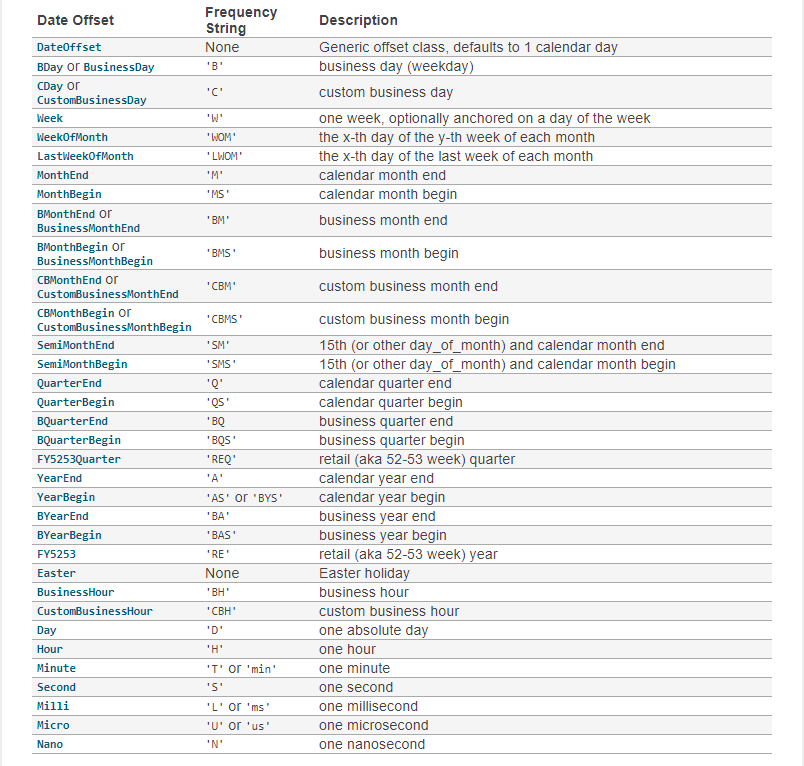 Date Offset Frequency String Description
DateOffset None Generic offset class, defaults to 1 calendar day
BDay or BusinessDay 'B' business day (weekday)
CDay or
CustomBusinessDay 'C' custom business day
Week 'W' one week, optionally anchored on a day of the week
WeekOfMonth 'WOM' the x-th day of the y-th week of each month
LastWeekOfMonth 'LWOM' the x-th day of the last week of each month
MonthEnd 'M' calendar month end
MonthBegin 'MS' calendar month begin
BMonthEnd or
BusinessMonthEnd 'BM' business month end
BMonthBegin or
BusinessMonthBegin 'BMS' business month begin
CBMonthEnd or
CustomBusinessMonthEnd 'CBM' custom business month end
CBMonthBegin or
CustomBusinessMonthBegin 'CBMS' custom business month begin
SemiMonthEnd 'SM' 15th (or other day_of_month) and calendar month end
SemiMonthBegin 'SMS' 15th (or other day_of_month) and calendar month begin
QuarterEnd 'Q' calendar quarter end
QuarterBegin 'QS' calendar quarter begin
BQuarterEnd 'BQ business quarter end
BQuarterBegin 'BQS' business quarter begin
FY5253Quarter 'REQ' retail (aka 52-53 week) quarter
YearEnd 'A' calendar year end
YearBegin 'AS' or 'BYS' calendar year begin
BYearEnd 'BA' business year end
BYearBegin 'BAS' business year begin
FY5253 'RE' retail (aka 52-53 week) year
Easter None Easter holiday
BusinessHour 'BH' business hour
CustomBusinessHour 'CBH' custom business hour
Day 'D' one absolute day
Hour 'H' one hour
Minute 'T' or 'min' one minute
Second 'S' one second
Milli 'L' or 'ms' one millisecond
Micro 'U' or 'us' one microsecond
Nano 'N' one nanosecond